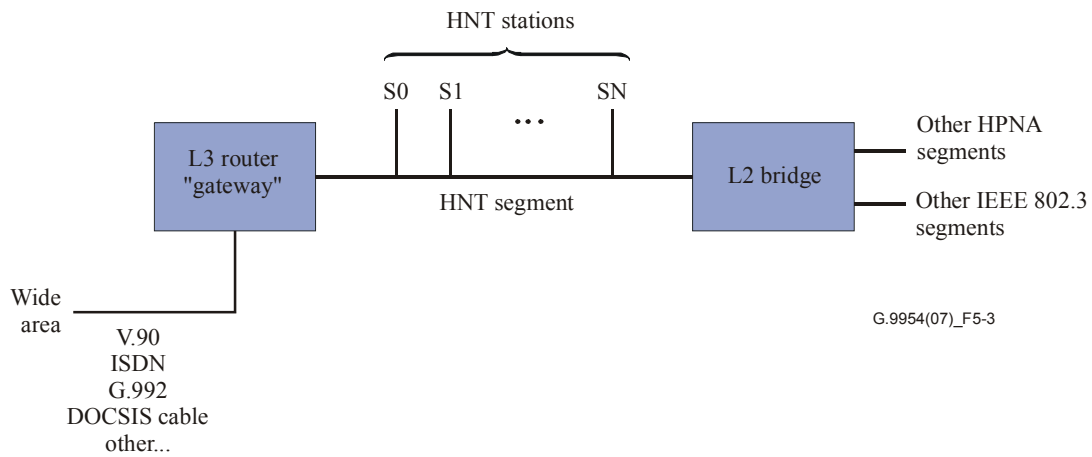 HNT stations
S0 S1 ... SN
L3 router
"gateway"
HNT segment
L2 bridge
Other HPNA
segments
Other IEEE 802.3
segments
Wide
area
V.90
ISDN
G.992
DOCSIS cable
other...
G.9954(07)_F5-3